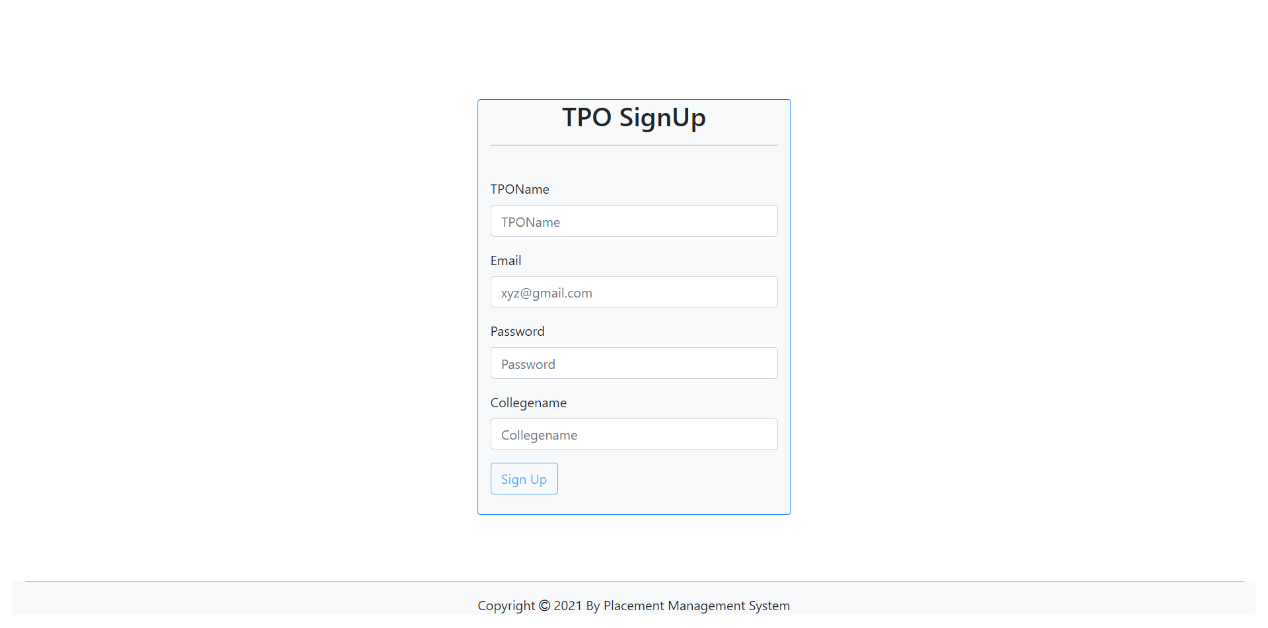 TPO SignUp
TPOName
TPOName
Email
xyz@gmail.com
Password
Password
Collegename
Collegename
Sign Up
Copyright © 2021 By Placement Management System